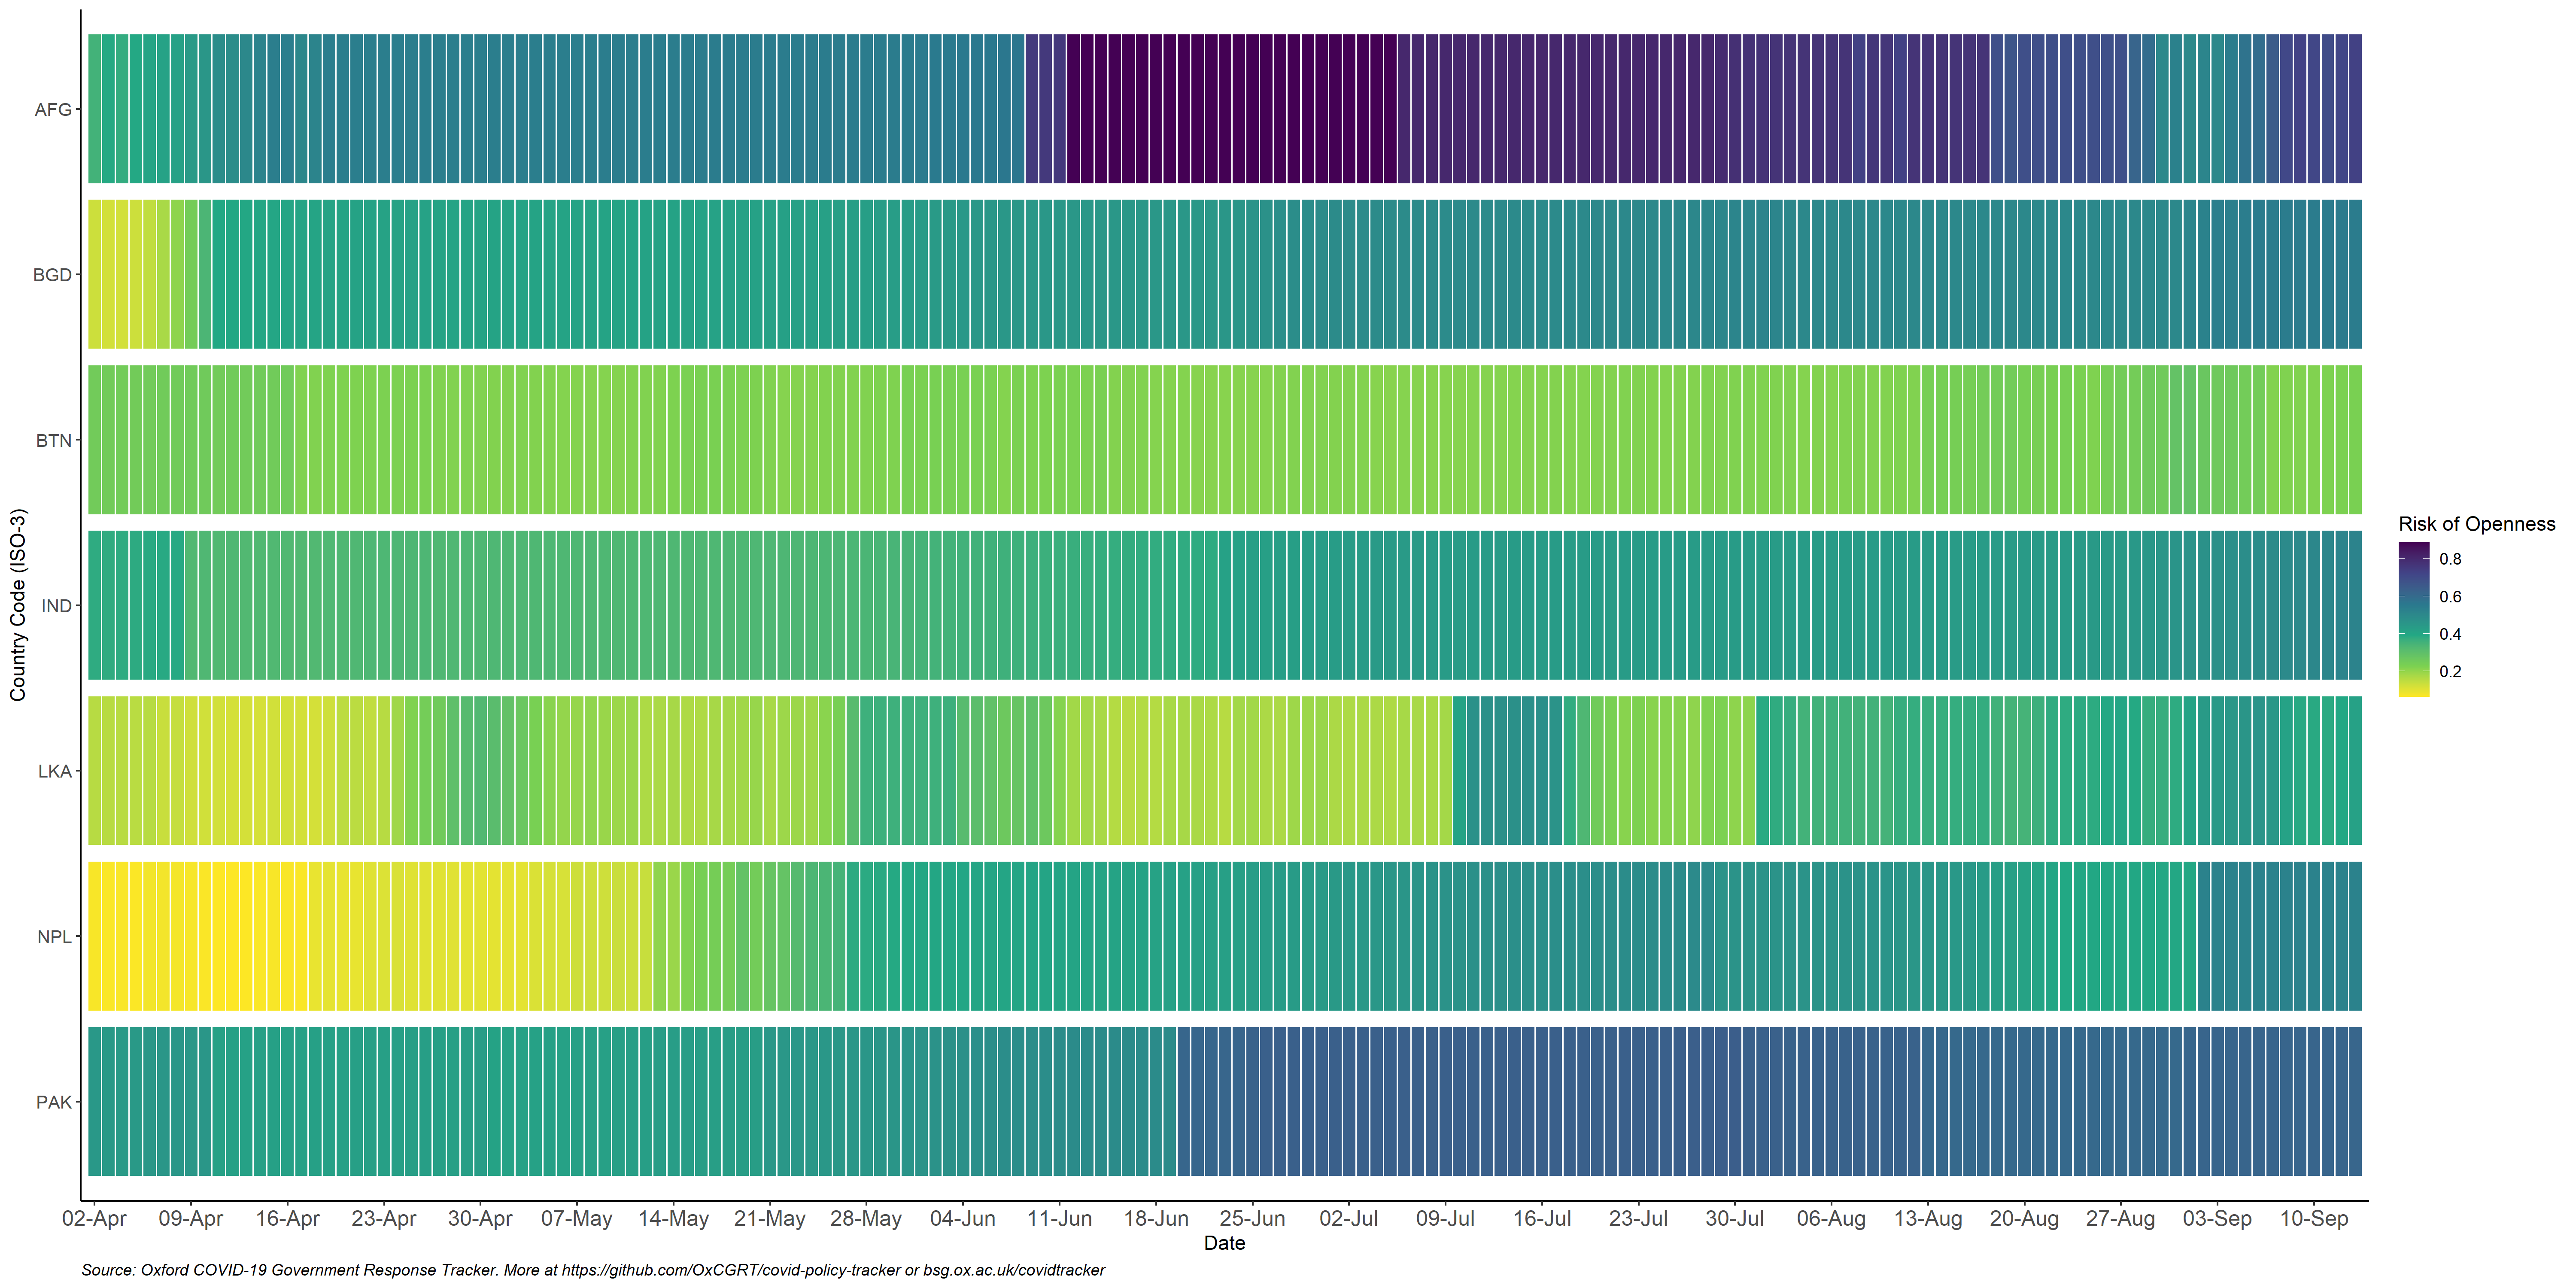 AFG
BGD
BTN
IND
LKA
NPL
PAK
Country Code (ISO-3)
02-Apr 09-Apr 16-Apr 23-Apr 30-Apr 07-May 14-May 21-May 28-May 04-Jun 11-Jun 18-Jun 25-Jun 02-Jul 09-Jul 16-Jul 23-Jul 30-Jul 06-Aug 13-Aug 20-Aug 27-Aug 03-Sep 10-Sep
Date
Risk of Openness
0.8
0.6
0.4
0.2
Source: Oxford COVID-19 Government Response Tracker. More at https://github.com/OxCGRT/covid-policy-tracker or bsg.ox.ac.uk/covidtracker